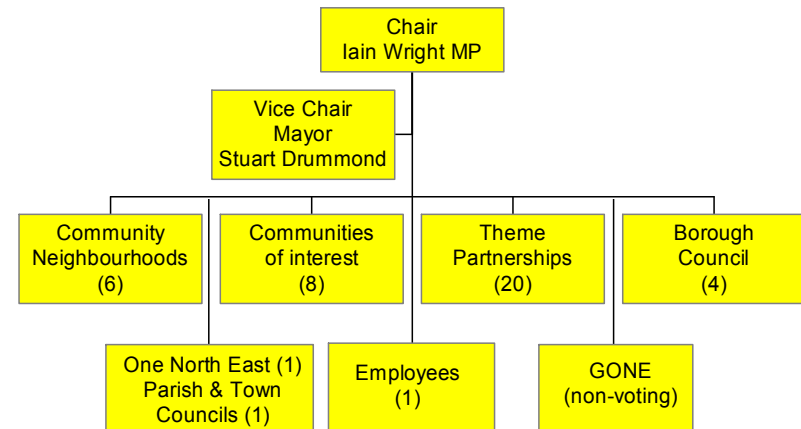 Chair
Iain Wright MP
Vice Chair
Mayor
Stuart Drummond
Community
Neighbourhoods
(6)
Communities
of interest
(8)
Theme
Partnerships
(20)
Borough
Council
(4)
One North East (1)
Parish & Town
Councils (1)
Employees
(1)
GONE
(non-voting)